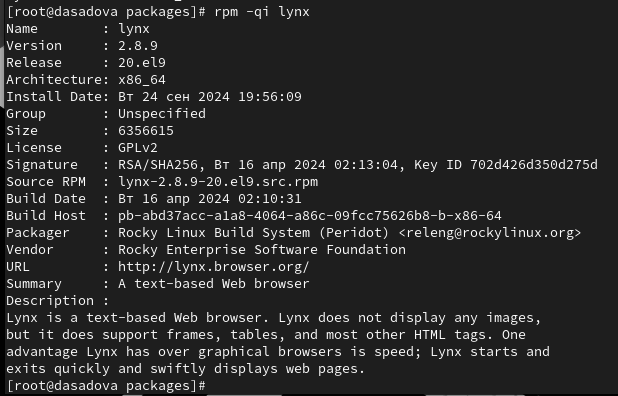 [root@dasadova packages]# rpm -qi lynx
Name        : lynx
Version     : 2.8.9
Release     : 20.el9
Architecture: x86_64
Install Date: Вт 24 сен 2024 19:56:09
Group       : Unspecified
Size        : 6356615
License     : GPLv2
Signature   : RSA/SHA256, Вт 16 апр 2024 02:13:04, Key ID 702d426d350d275d
Source RPM  : lynx-2.8.9-20.el9.src.rpm
Build Date  : Вт 16 апр 2024 02:10:31
Build Host  : pb-abd37acc-a1a8-4064-a86c-09fcc75626b8-b-x86-64
Packager    : Rocky Linux Build System (Peridot) <releng@rockylinux.org>
Vendor      : Rocky Enterprise Software Foundation
URL         : http://lynx.browser.org/
Summary     : A text-based Web browser
Description :
Lynx is a text-based Web browser. Lynx does not display any images,
but it does support frames, tables, and most other HTML tags. One
advantage Lynx has over graphical browsers is speed; Lynx starts and
exits quickly and swiftly displays web pages.
[root@dasadova packages]#